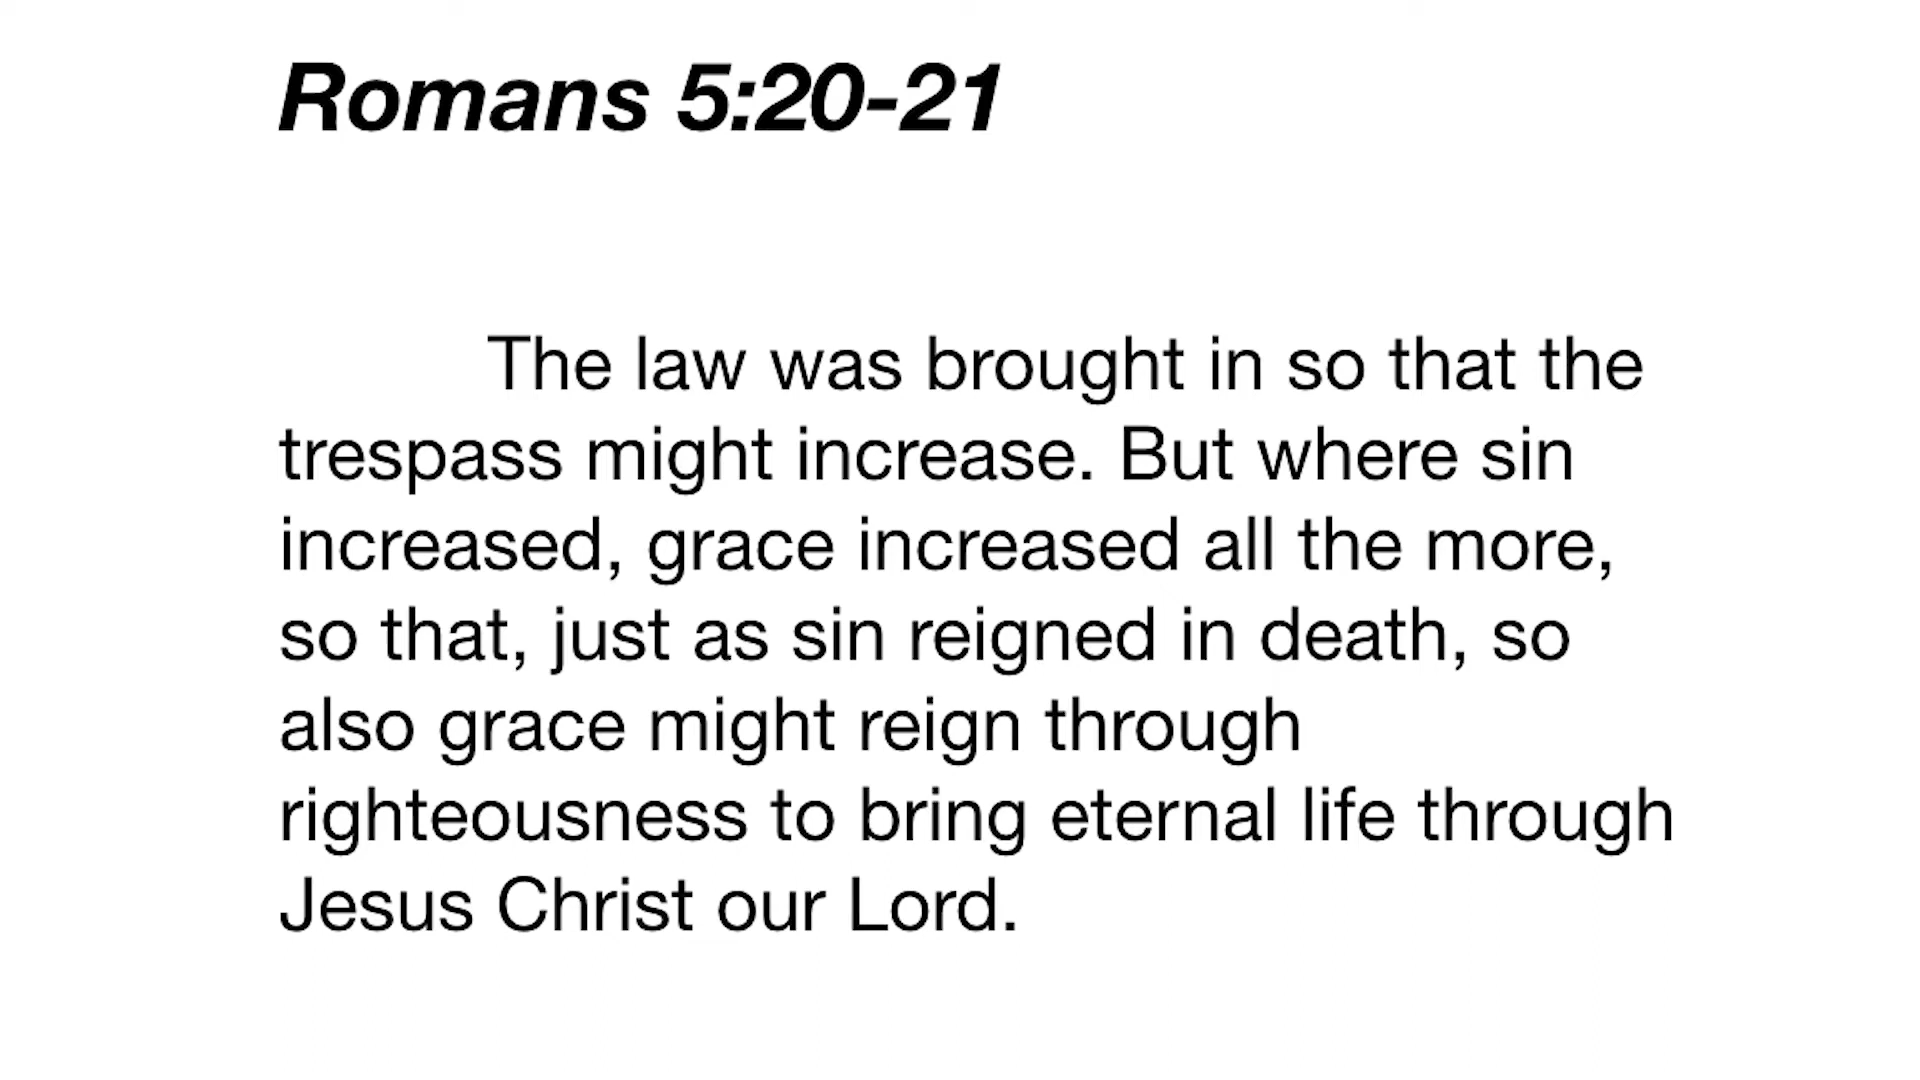 Romans 5:20-21
The law was brought in so that the
trespass might increase. But where sin
increased, grace increased all the more,
so that, just as sin reigned in death, so
also grace might reign through
righteousness to bring eternal life through
Jesus Christ our Lord.